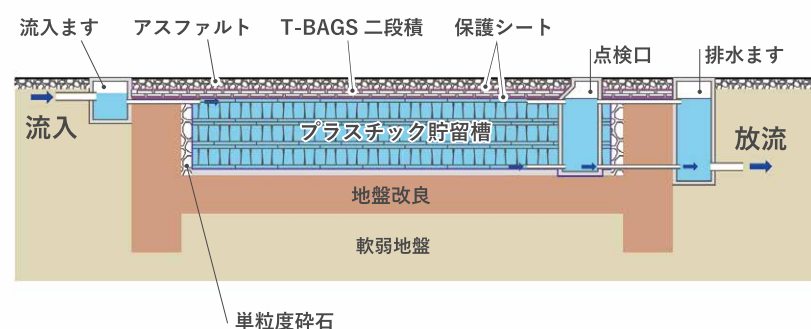 流入ます
アスファルト
T-BAGS 二段積
保護シート
点検口
排水ます
流入
プラスチック貯留槽
放流
地盤改良
軟弱地盤
単粒度砕石